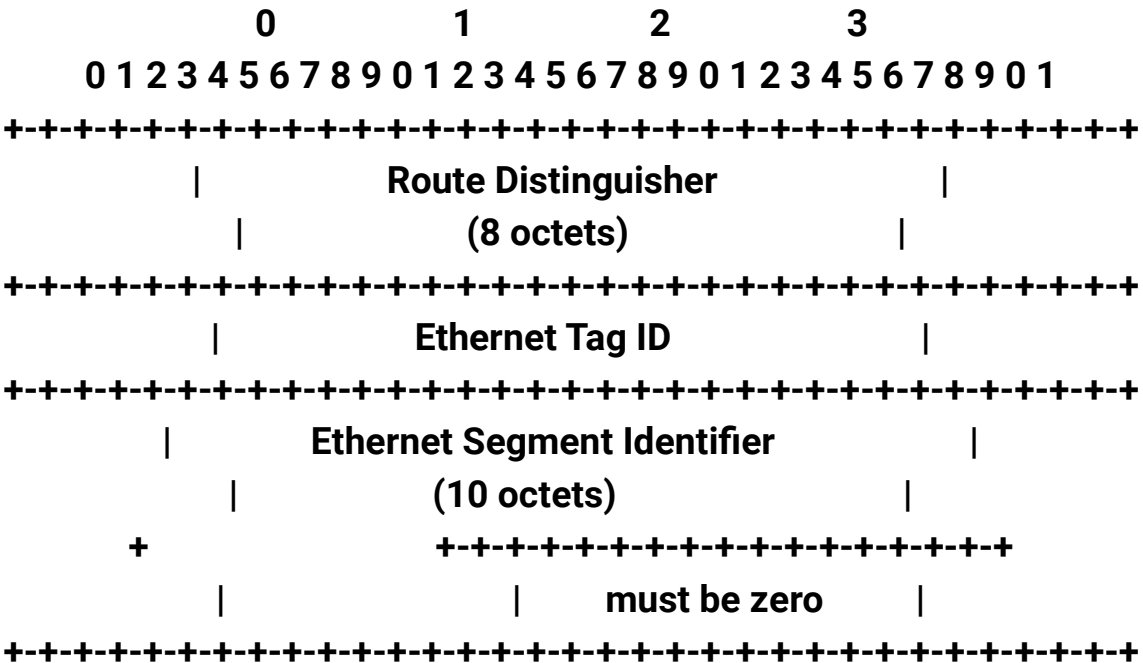 0 1 2 3
0 1 2 3 4 5 6 7 8 9 0 1 2 3 4 5 6 7 8 9 0 1 2 3 4 5 6 7 8 9 0 1
+-+-+-+-+-+-+-+-+-+-+-+-+-+-+-+-+-+-+-+-+-+-+-+-+-+-+-+-+-+-+-+-+
| Route Distinguisher |
| (8 octets) |
+-+-+-+-+-+-+-+-+-+-+-+-+-+-+-+-+-+-+-+-+-+-+-+-+-+-+-+-+-+-+-+-+
| Ethernet Tag ID |
+-+-+-+-+-+-+-+-+-+-+-+-+-+-+-+-+-+-+-+-+-+-+-+-+-+-+-+-+-+-+-+-+
| Ethernet Segment Identifier |
| (10 octets) |
+ +-+-+-+-+-+-+-+-+-+-+-+-+-+-+-+-+
| | must be zero |
+-+-+-+-+-+-+-+-+-+-+-+-+-+-+-+-+-+-+-+-+-+-+-+-+-+-+-+-+-+-+-+-+